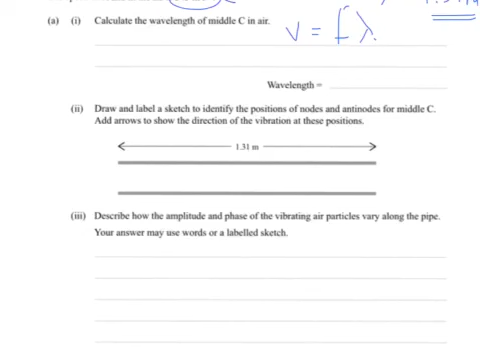 (a) (i) Calculate the wavelength of middle C in air.
v = fλ
Wavelength =
(ii) Draw and label a sketch to identify the positions of nodes and antinodes for middle C.
Add arrows to show the direction of the vibration at these positions.
1.31 m
(iii) Describe how the amplitude and phase of the vibrating air particles vary along the pipe.
Your answer may use words or a labelled sketch.